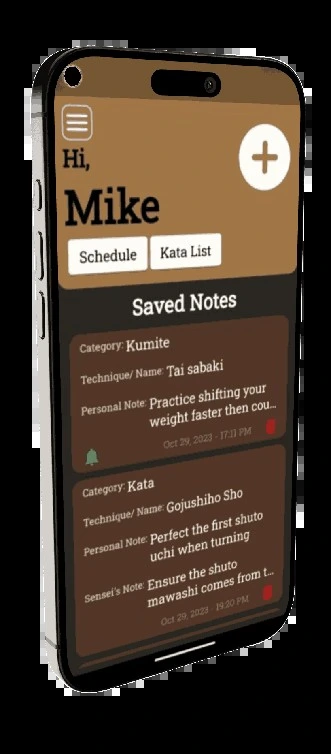 Hi,
Mike
Schedule Kata List
Saved Notes
Category: Kumite
Technique/ Name: Tai sabaki
Personal Note: Practice shifting your
weight faster then cou...
Oct 29, 2023 - 17:11 PM
Category: Kata
Technique/ Name: Gojushiho Sho
Personal Note: Perfect the first shuto
uchi when turning
Sensei's Note: Ensure the shuto
mawashi comes from t...
Oct 29, 2023 - 19:20 PM